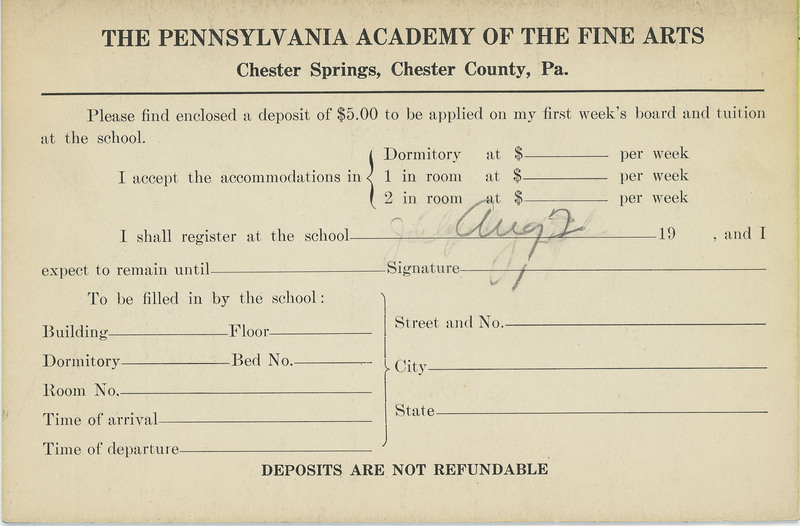 THE PENNSYLVANIA ACADEMY OF THE FINE ARTS
Chester Springs, Chester County, Pa.
Please find enclosed a deposit of $5.00 to be applied on my first week's board and tuition
at the school.
I accept the accommodations in
Dormitory at $ per week
1 in room at $ per week
2 in room at $ per week
I shall register at the school Aug 2 19 , and I
expect to remain until Signature
To be filled in by the school:
Building Floor
Dormitory Bed No.
Room No.
Time of arrival
Time of departure
Street and No.
City
State
DEPOSITS ARE NOT REFUNDABLE